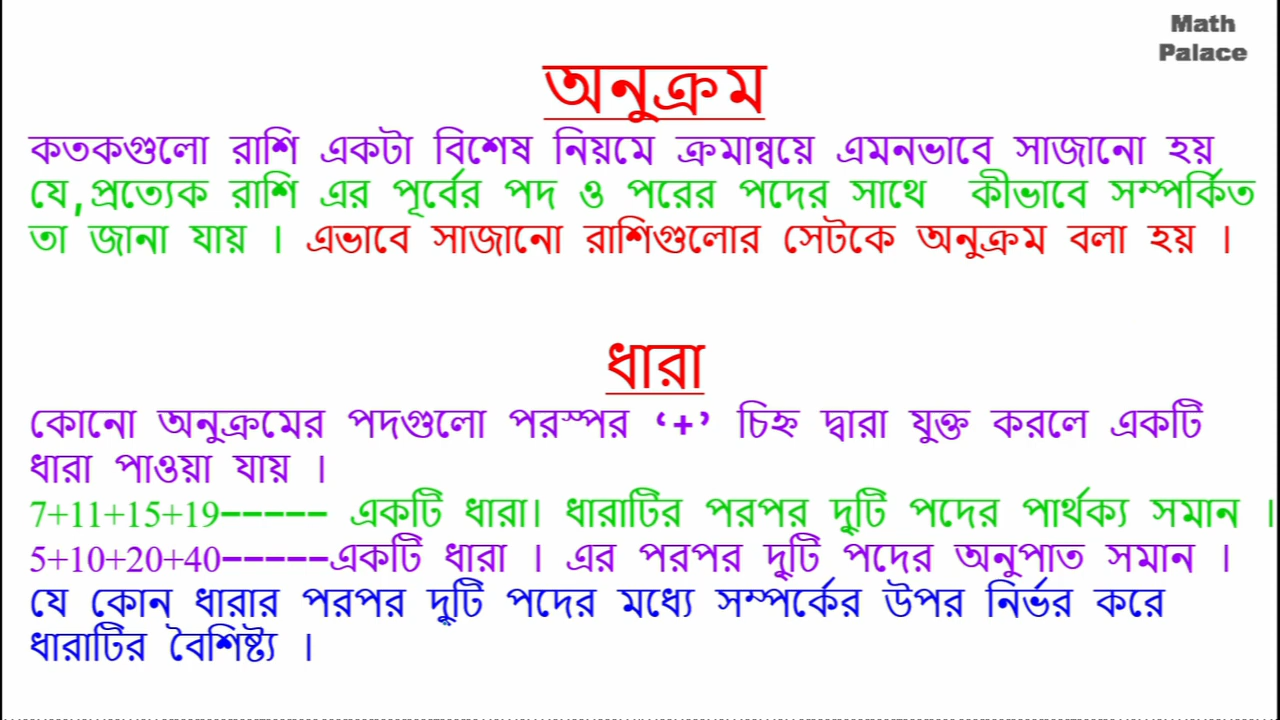 Math
Palace
অনুক্রম
কতকগুলো রাশি একটা বিশেষ নিয়মে ক্রমান্বয়ে এমনভাবে সাজানো হয়
যে,প্রত্যেক রাশি এর পূর্বের পদ ও পরের পদের সাথে কীভাবে সম্পর্কিত
তা জানা যায় । এভাবে সাজানো রাশিগুলোর সেটকে অনুক্রম বলা হয় ।
ধারা
কোনো অনুক্রমের পদগুলো পরস্পর ‘+’ চিহ্ন দ্বারা যুক্ত করলে একটি
ধারা পাওয়া যায় ।
7+11+15+19----- একটি ধারা। ধারাটির পরপর দুটি পদের পার্থক্য সমান ।
5+10+20+40-----একটি ধারা । এর পরপর দুটি পদের অনুপাত সমান ।
যে কোন ধারার পরপর দুটি পদের মধ্যে সম্পর্কের উপর নির্ভর করে
ধারাটির বৈশিষ্ট্য ।